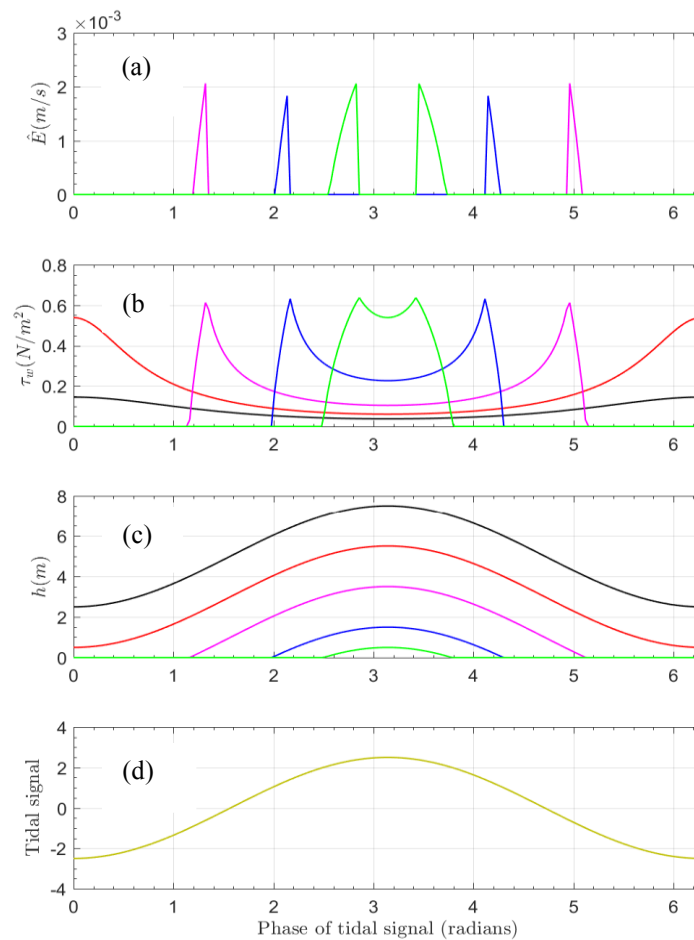 ×10⁻³
3
(a)
2
Ê(m/s)
1
0
0 1 2 3 4 5 6
0.8
(b)
0.6
τ_w(N/m²)
0.4
0.2
0
0 1 2 3 4 5 6
8
(c)
6
h(m)
4
2
0
0 1 2 3 4 5 6
4
(d)
2
Tidal signal
0
-2
-4
0 1 2 3 4 5 6
Phase of tidal signal (radians)